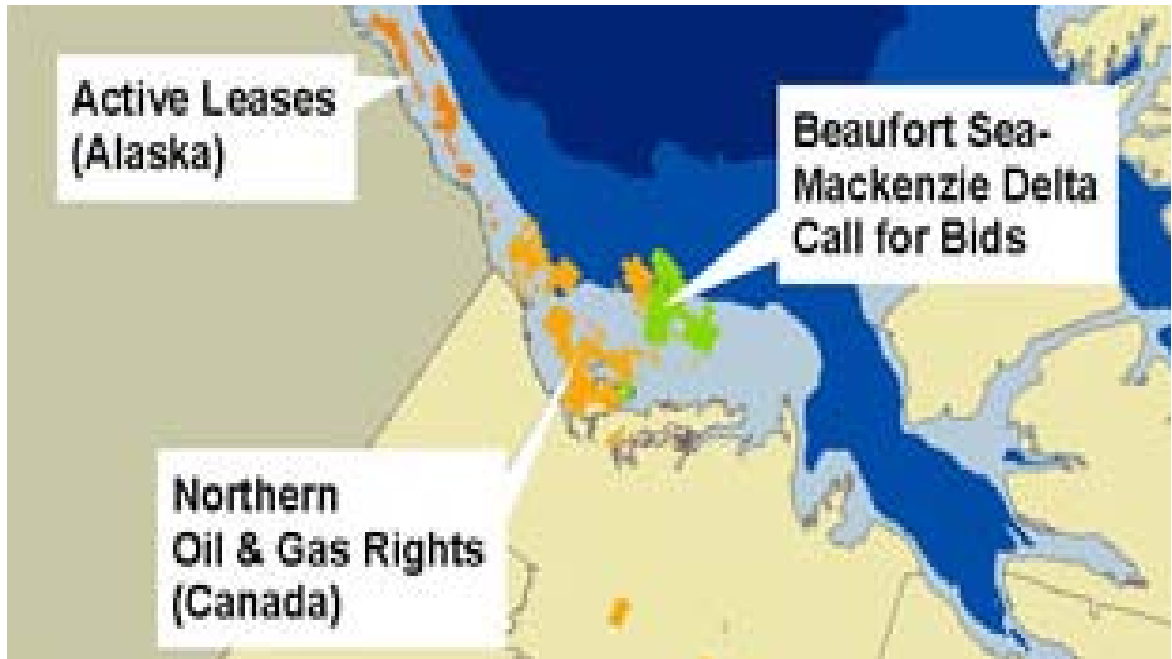 Active Leases
(Alaska)
Beaufort Sea-
Mackenzie Delta
Call for Bids
Northern
Oil & Gas Rights
(Canada)